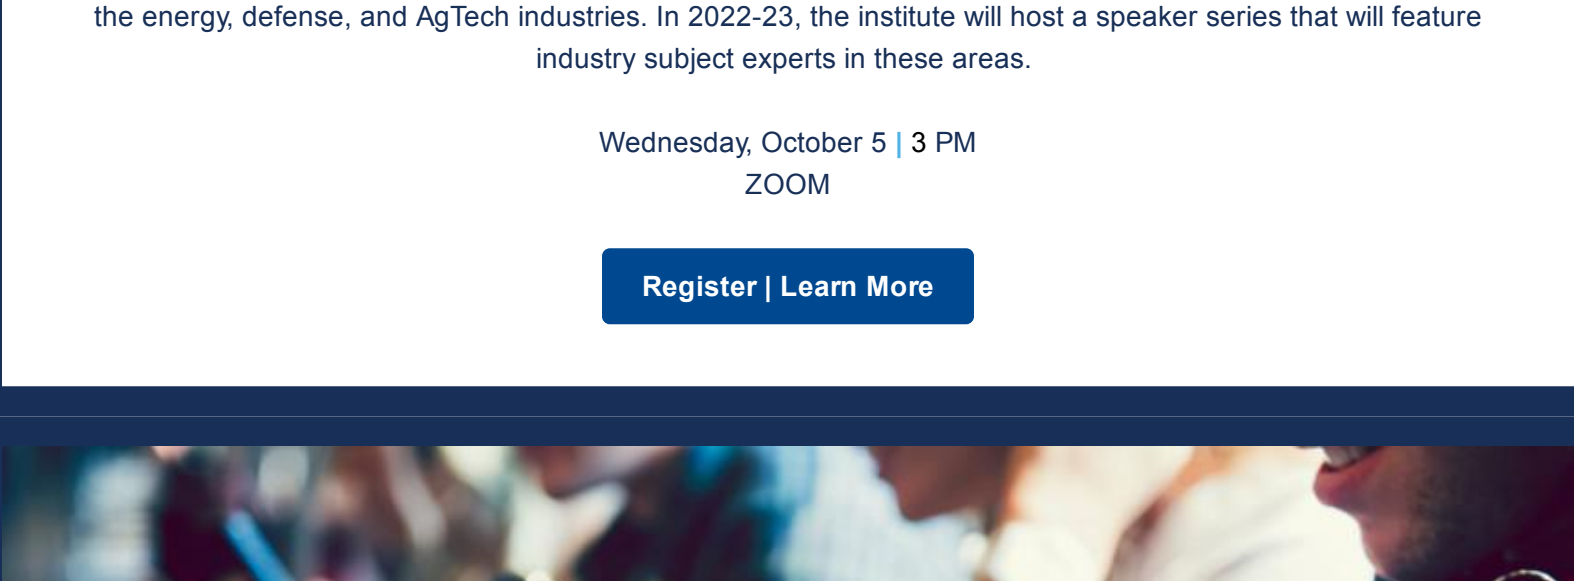 the energy, defense, and AgTech industries. In 2022-23, the institute will host a speaker series that will feature
industry subject experts in these areas.
Wednesday, October 5 | 3 PM
ZOOM
Register | Learn More